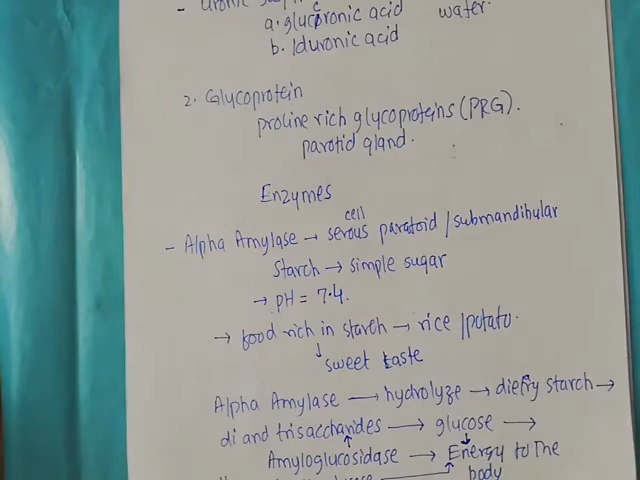 a. glucoronic acid water.
b. Iduronic acid
2. Glycoprotein
proline rich glycoproteins (PRG).
parotid gland.
Enzymes
cell
- Alpha Amylase → serous paratoid / submandibular
starch → simple sugar
→ pH = 7.4.
→ food rich in starch → rice / potato.
↓ sweet taste
Alpha Amylase → hydrolyze → dietry starch →
di and trisaccharides → glucose →
Amyloglucosidase → Energy to the
body